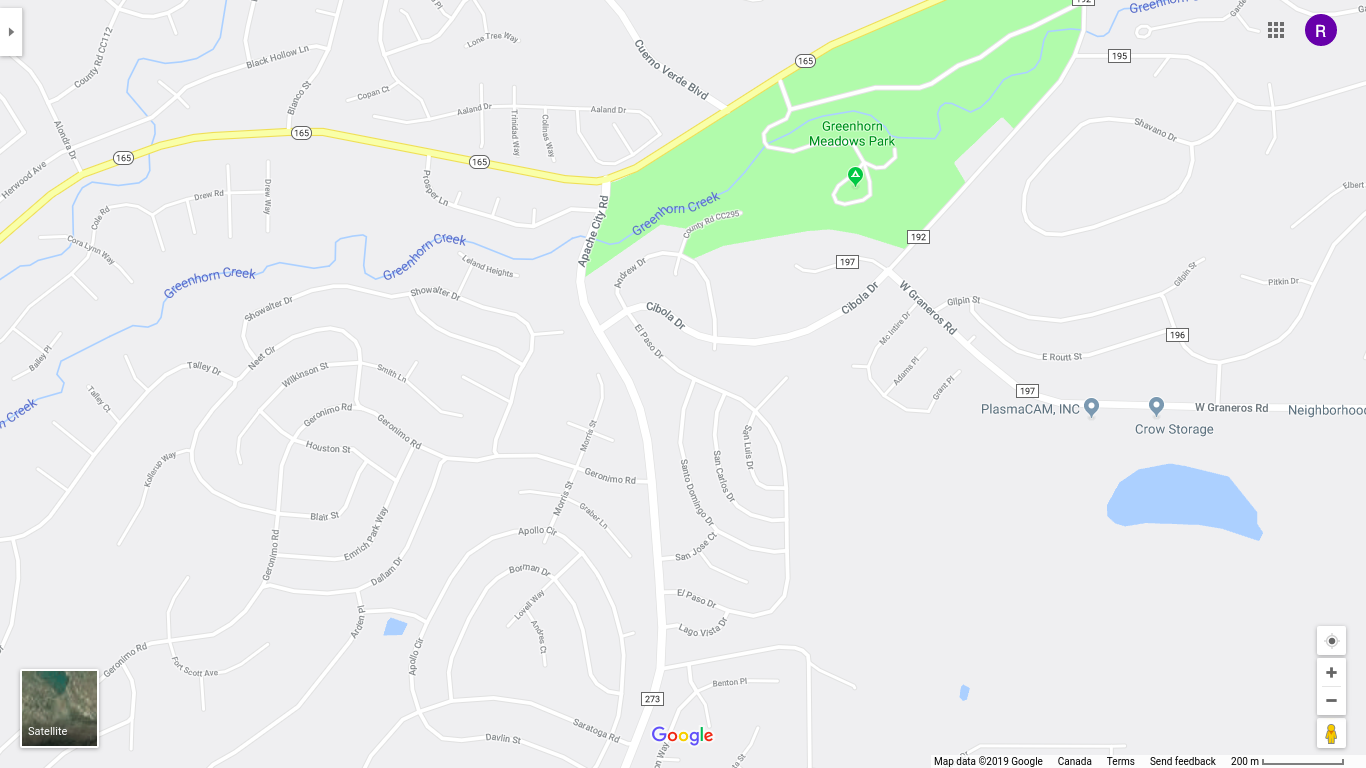 192
Greenhorn Creek
Garde
R
Cuerno Verde Blvd
Lone Tree Way
County Rd CC112
Black Hollow Ln
165
195
Copan Ct
Blanco St
Aaland Dr
Aaland Dr
Trinidad Way
Colinas Way
Alondra Dr
165
165
165
Greenhorn
Meadows Park
Shavano Dr
Herwood Ave
Prosper Ln
Drew Rd
Drew Way
Elbert
Cole Rd
Apache City Rd
Greenhorn Creek
County Rd CC295
192
Cora Lynn Way
Greenhorn Creek
Leland Heights
Andrew Dr
197
Gilpin St
Pitkin Dr
Greenhorn Creek
Showalter Dr
Showalter Dr
Cibola Dr
Cibola Dr
W Graneros Rd
Gilpin St
Mc Intire Dr
El Paso Dr
196
Bailey Pl
Neet Cir
E Routt St
Talley Dr
Wilkinson St
Smith Ln
Adams Pl
Grant Pl
197
Talley Ct
Geronimo Rd
Geronimo Rd
PlasmaCAM, INC
W Graneros Rd
Neighborhood
Crow Storage
Creek
Houston St
Morris St
San Luis Dr
Kollerup Way
Geronimo Rd
Santo Domingo Dr
San Carlos Dr
Morris St
Blair St
Graber Ln
Emrich Park Way
Apollo Cir
San Jose Ct
Geronimo Rd
Dallam Dr
Borman Dr
El Paso Dr
Lovell Way
Arden Pl
Andres Ct
Lago Vista Dr
Apollo Cir
Geronimo Rd
Fort Scott Ave
Benton Pl
273
Satellite
Saratoga Rd
Davlin St
Google
Map data ©2019 Google Canada Terms Send feedback 200 m